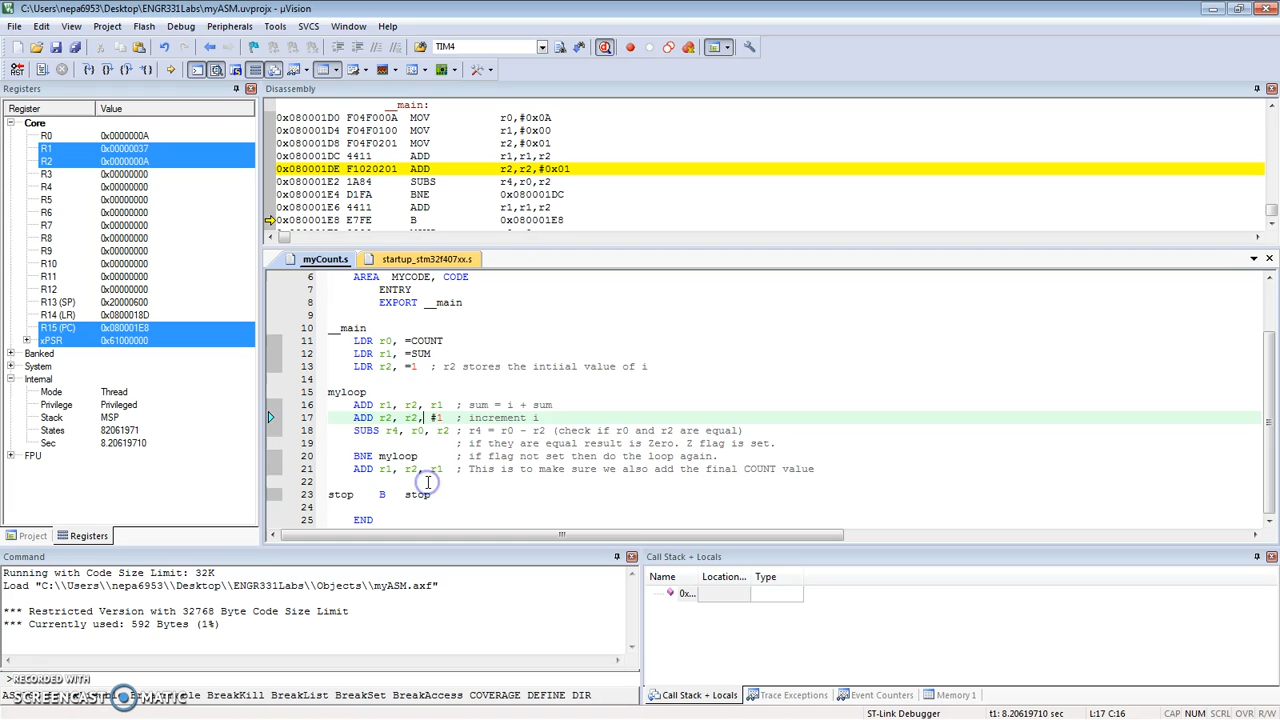 C:\Users\nepa6953\Desktop\ENGR331Labs\myASM.uvprojx - µVision
File Edit View Project Flash Debug Peripherals Tools SVCS Window Help
TIM4
Registers
Register Value
Core
R0 0x0000000A
R1 0x00000037
R2 0x0000000A
R3 0x00000000
R4 0x00000000
R5 0x00000000
R6 0x00000000
R7 0x00000000
R8 0x00000000
R9 0x00000000
R10 0x00000000
R11 0x00000000
R12 0x00000000
R13 (SP) 0x20000600
R14 (LR) 0x0800018D
R15 (PC) 0x080001E8
xPSR 0x61000000
Banked
System
Internal
Mode Thread
Privilege Privileged
Stack MSP
States 82061971
Sec 8.20619710
FPU
Project Registers
Disassembly
__main:
0x080001D0 F04F000A MOV r0,#0x0A
0x080001D4 F04F0100 MOV r1,#0x00
0x080001D8 F04F0201 MOV r2,#0x01
0x080001DC 4411 ADD r1,r1,r2
0x080001DE F1020201 ADD r2,r2,#0x01
0x080001E2 1A84 SUBS r4,r0,r2
0x080001E4 D1FA BNE 0x080001DC
0x080001E6 4411 ADD r1,r1,r2
0x080001E8 E7FE B 0x080001E8
myCount.s startup_stm32f407xx.s
6 AREA MYCODE, CODE
7 ENTRY
8 EXPORT __main
9
10 __main
11 LDR r0, =COUNT
12 LDR r1, =SUM
13 LDR r2, =1 ; r2 stores the intiial value of i
14
15 myloop
16 ADD r1, r2, r1 ; sum = i + sum
17 ADD r2, r2, #1 ; increment i
18 SUBS r4, r0, r2 ; r4 = r0 - r2 (check if r0 and r2 are equal)
19 ; if they are equal result is Zero. Z flag is set.
20 BNE myloop ; if flag not set then do the loop again.
21 ADD r1, r2, r1 ; This is to make sure we also add the final COUNT value
22
23 stop B stop
24
25 END
Command
Running with Code Size Limit: 32K
Load "C:\\Users\\nepa6953\\Desktop\\ENGR331Labs\\Objects\\myASM.axf"
*** Restricted Version with 32768 Byte Code Size Limit
*** Currently used: 592 Bytes (1%)
>
RECORDED WITH
SCREENCAST MATIC
BreakKill BreakList BreakSet BreakAccess COVERAGE DEFINE DIR
Call Stack + Locals
Name Location... Type
0x...
Call Stack + Locals Trace Exceptions Event Counters Memory 1
ST-Link Debugger t1: 8.20619710 sec L:17 C:16 CAP NUM SCRL OVR R/W